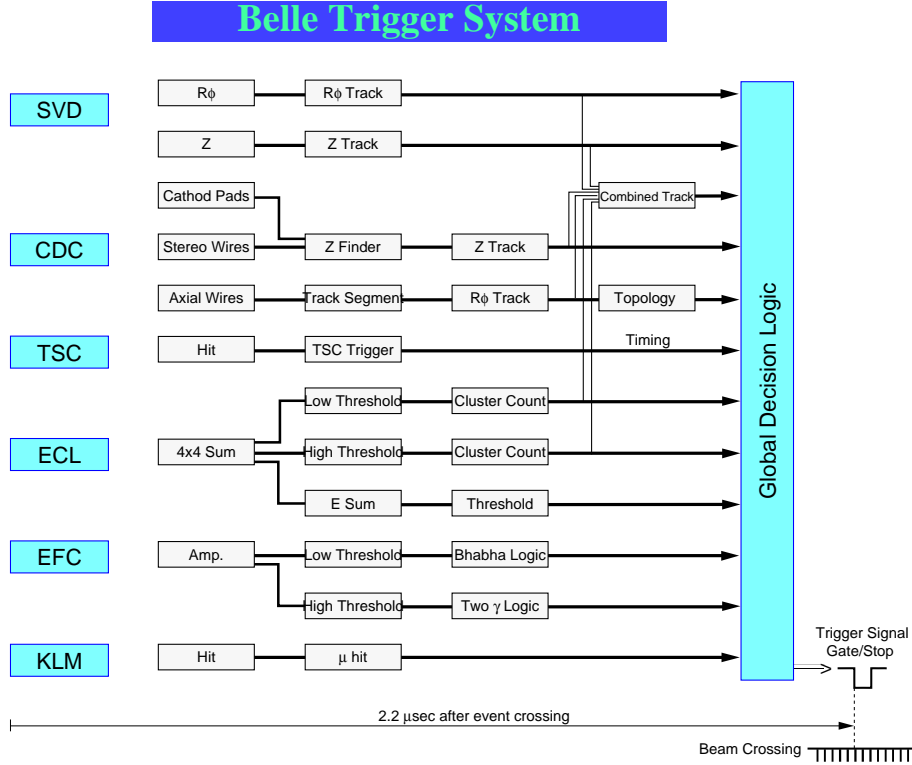 Belle Trigger System
SVD
Rϕ
Rϕ Track
Z
Z Track
Cathod Pads
Combined Track
CDC
Stereo Wires
Z Finder
Z Track
Axial Wires
Track Segment
Rϕ Track
Topology
TSC
Hit
TSC Trigger
Timing
Low Threshold
Cluster Count
ECL
4x4 Sum
High Threshold
Cluster Count
E Sum
Threshold
EFC
Amp.
Low Threshold
Bhabha Logic
High Threshold
Two γ Logic
KLM
Hit
μ hit
Global Decision Logic
Trigger Signal
Gate/Stop
2.2 μsec after event crossing
Beam Crossing